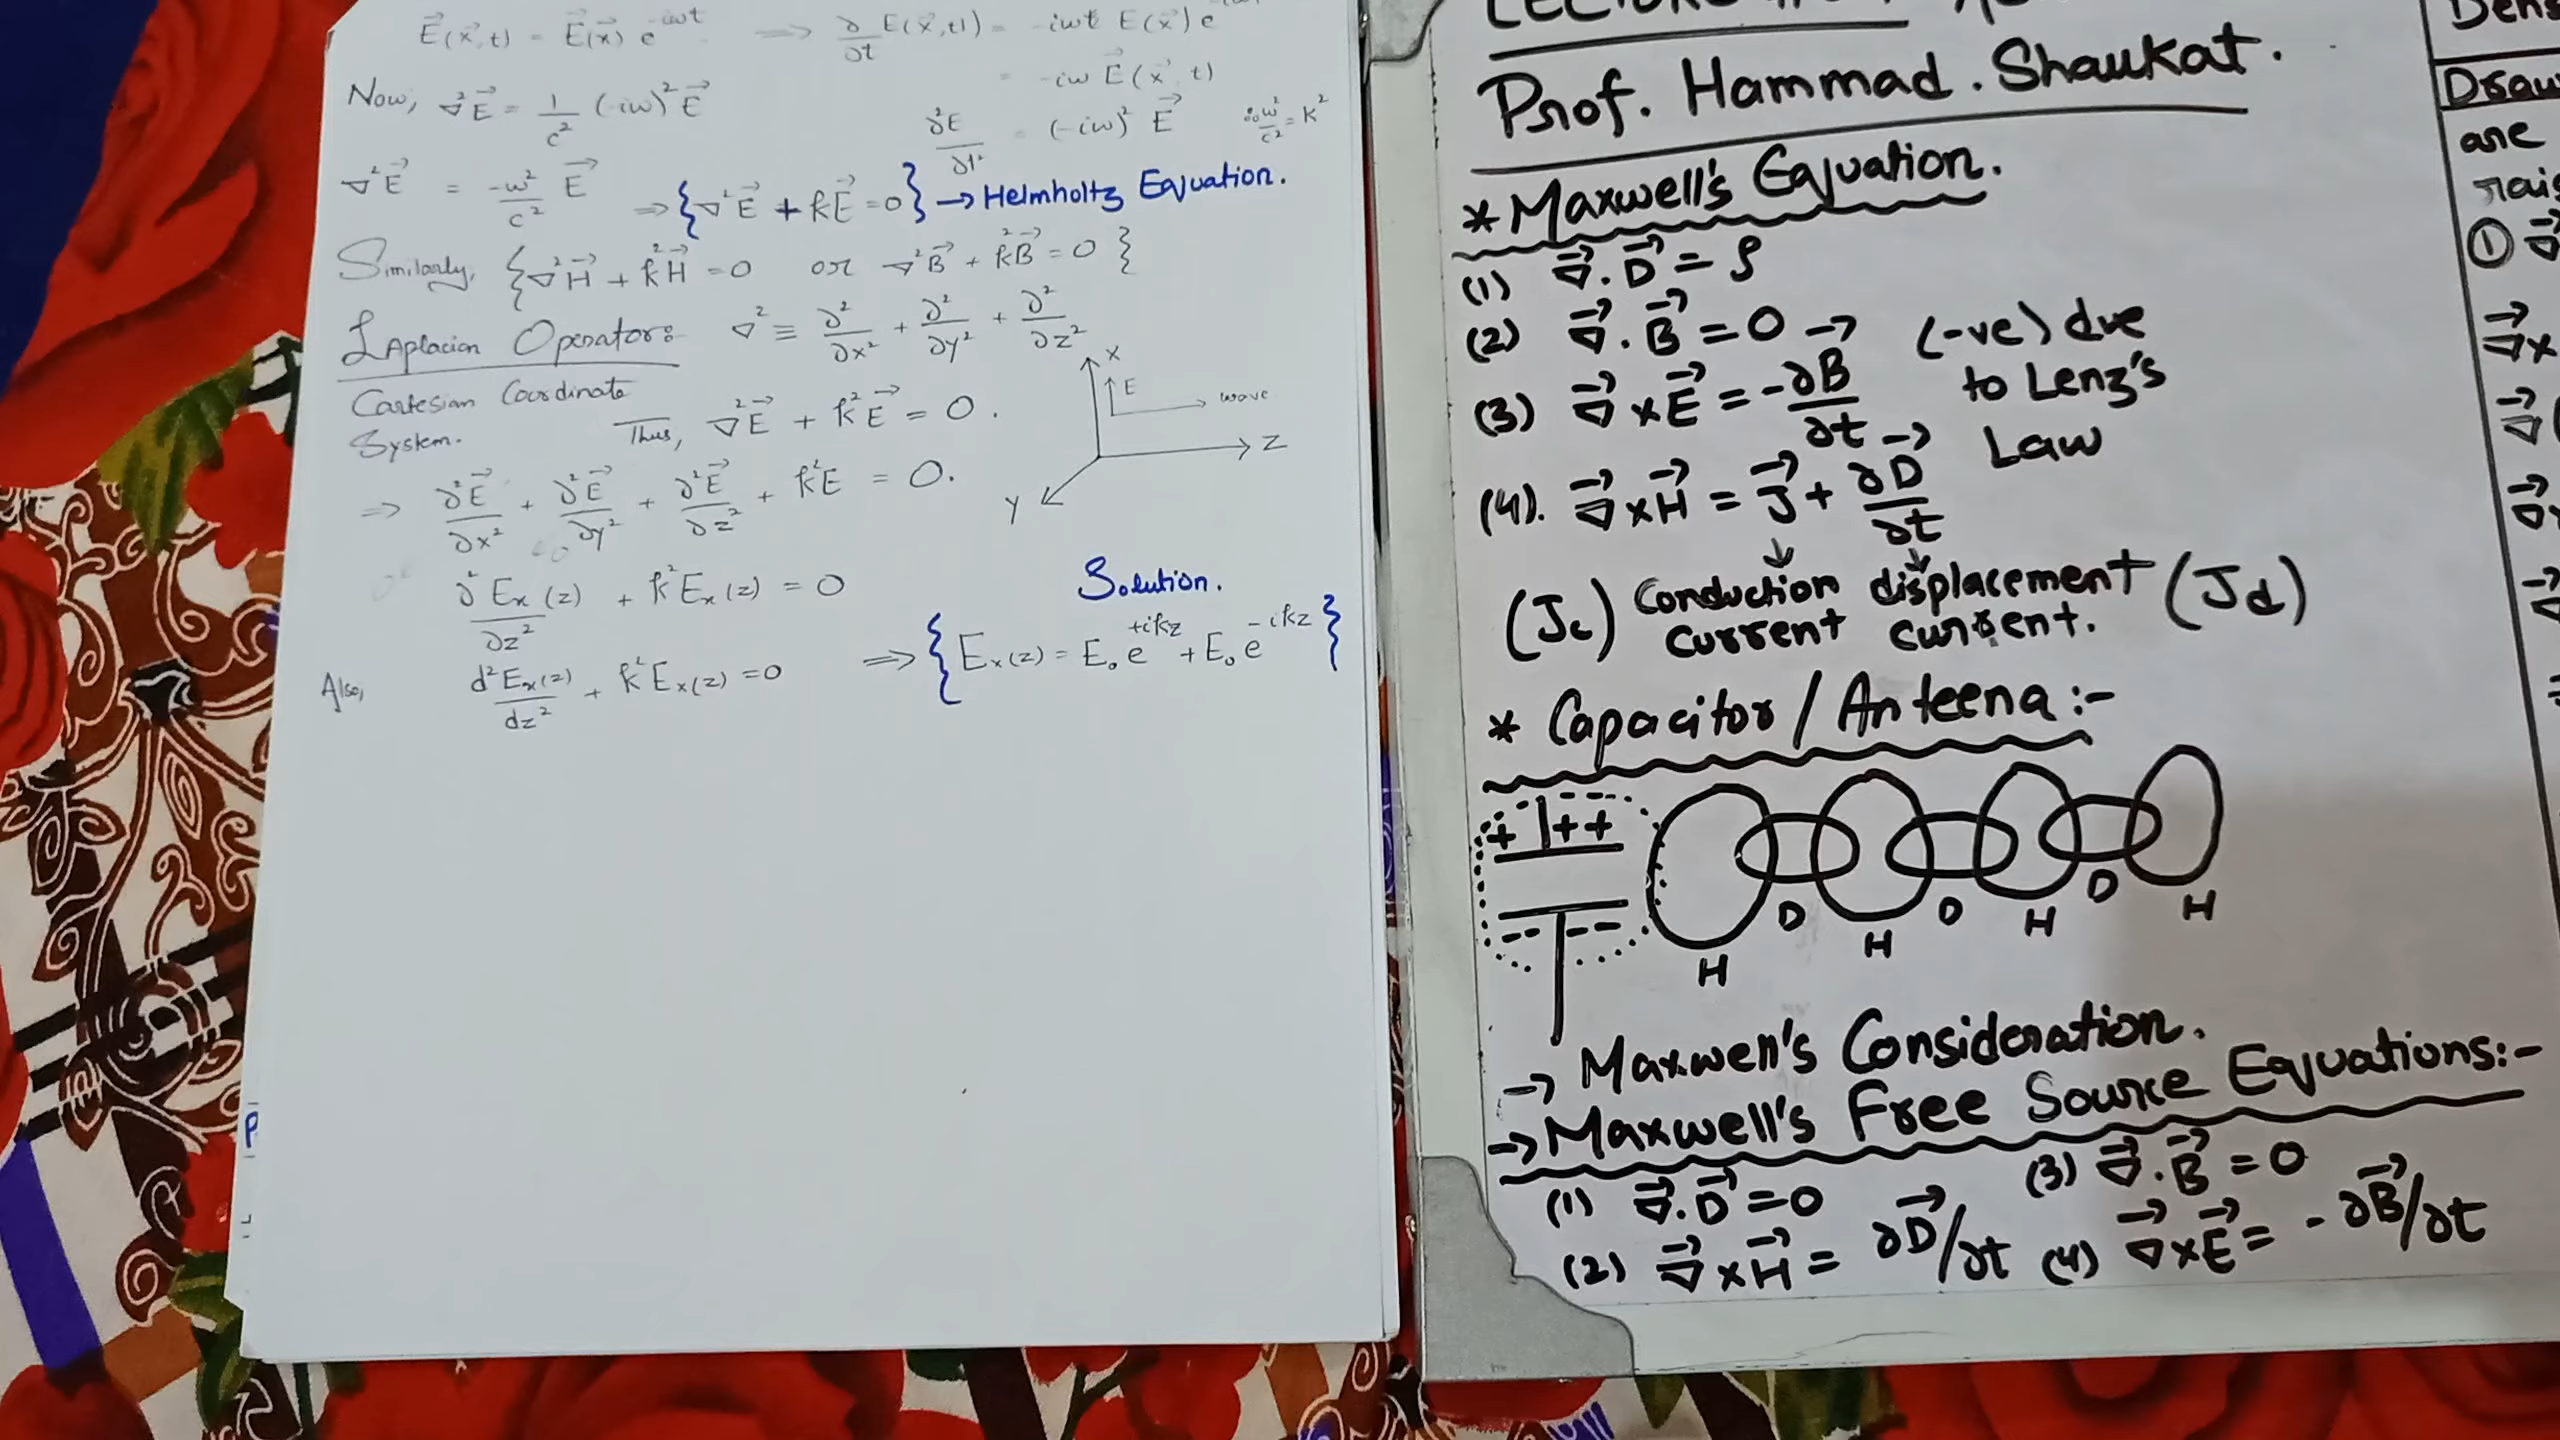 E⃗(x⃗,t) = E⃗(x⃗) e^-iωt ⟹ ∂/∂t E(x⃗,t) = -iωt E(x⃗) e
= -iω E⃗(x⃗ t)
Now, ∇²E⃗ = 1/c² (-iω)² E⃗
∂²E/∂t² = (-iω)² E⃗ ∵ ω²/c² = K²
∇²E⃗ = -ω²/c² E⃗ ⇒ {∇²E⃗ + k²E⃗ = 0} → Helmholtz Equation.
Similarly, {∇²H⃗ + k²H⃗ = 0 or ∇²B⃗ + k²B⃗ = 0}
Laplacian Operator: ∇² ≡ ∂²/∂x² + ∂²/∂y² + ∂²/∂z²
Cartesian Coordinate
System.
Thus, ∇²E⃗ + k²E⃗ = 0.
X
E
wave
Z
Y
⇒ ∂²E⃗/∂x² + ∂²E⃗/∂y² + ∂²E⃗/∂z² + k²E = 0.
∂²Ex(z)/∂z² + k²Ex(z) = 0
Solution.
Also, d²Ex(z)/dz² + k²Ex(z) = 0 ⇒ {Ex(z) = E₀e^+ikz + E₀e^-ikz}
Prof. Hammad. Shaukat.
* Maxwell's Equation.
(1) ∇⃗.D⃗ = ρ
(2) ∇⃗.B⃗ = 0
(3) ∇⃗×E⃗ = -∂B⃗/∂t (-ve) due
to Lenz's
Law
(4). ∇⃗×H⃗ = J⃗ + ∂D⃗/∂t
↓ ↓
(Jc) Conduction displacement (Jd)
current current.
* Capacitor / Anteena :-
+ ++
-- --
H D H D H D H
→ Maxwell's Consideration.
→ Maxwell's Free Source Equations:-
(1) ∇⃗.D⃗ = 0 (3) ∇⃗.B⃗ = 0
(2) ∇⃗×H⃗ = ∂D⃗/∂t (4) ∇⃗×E⃗ = -∂B⃗/∂t
are
①